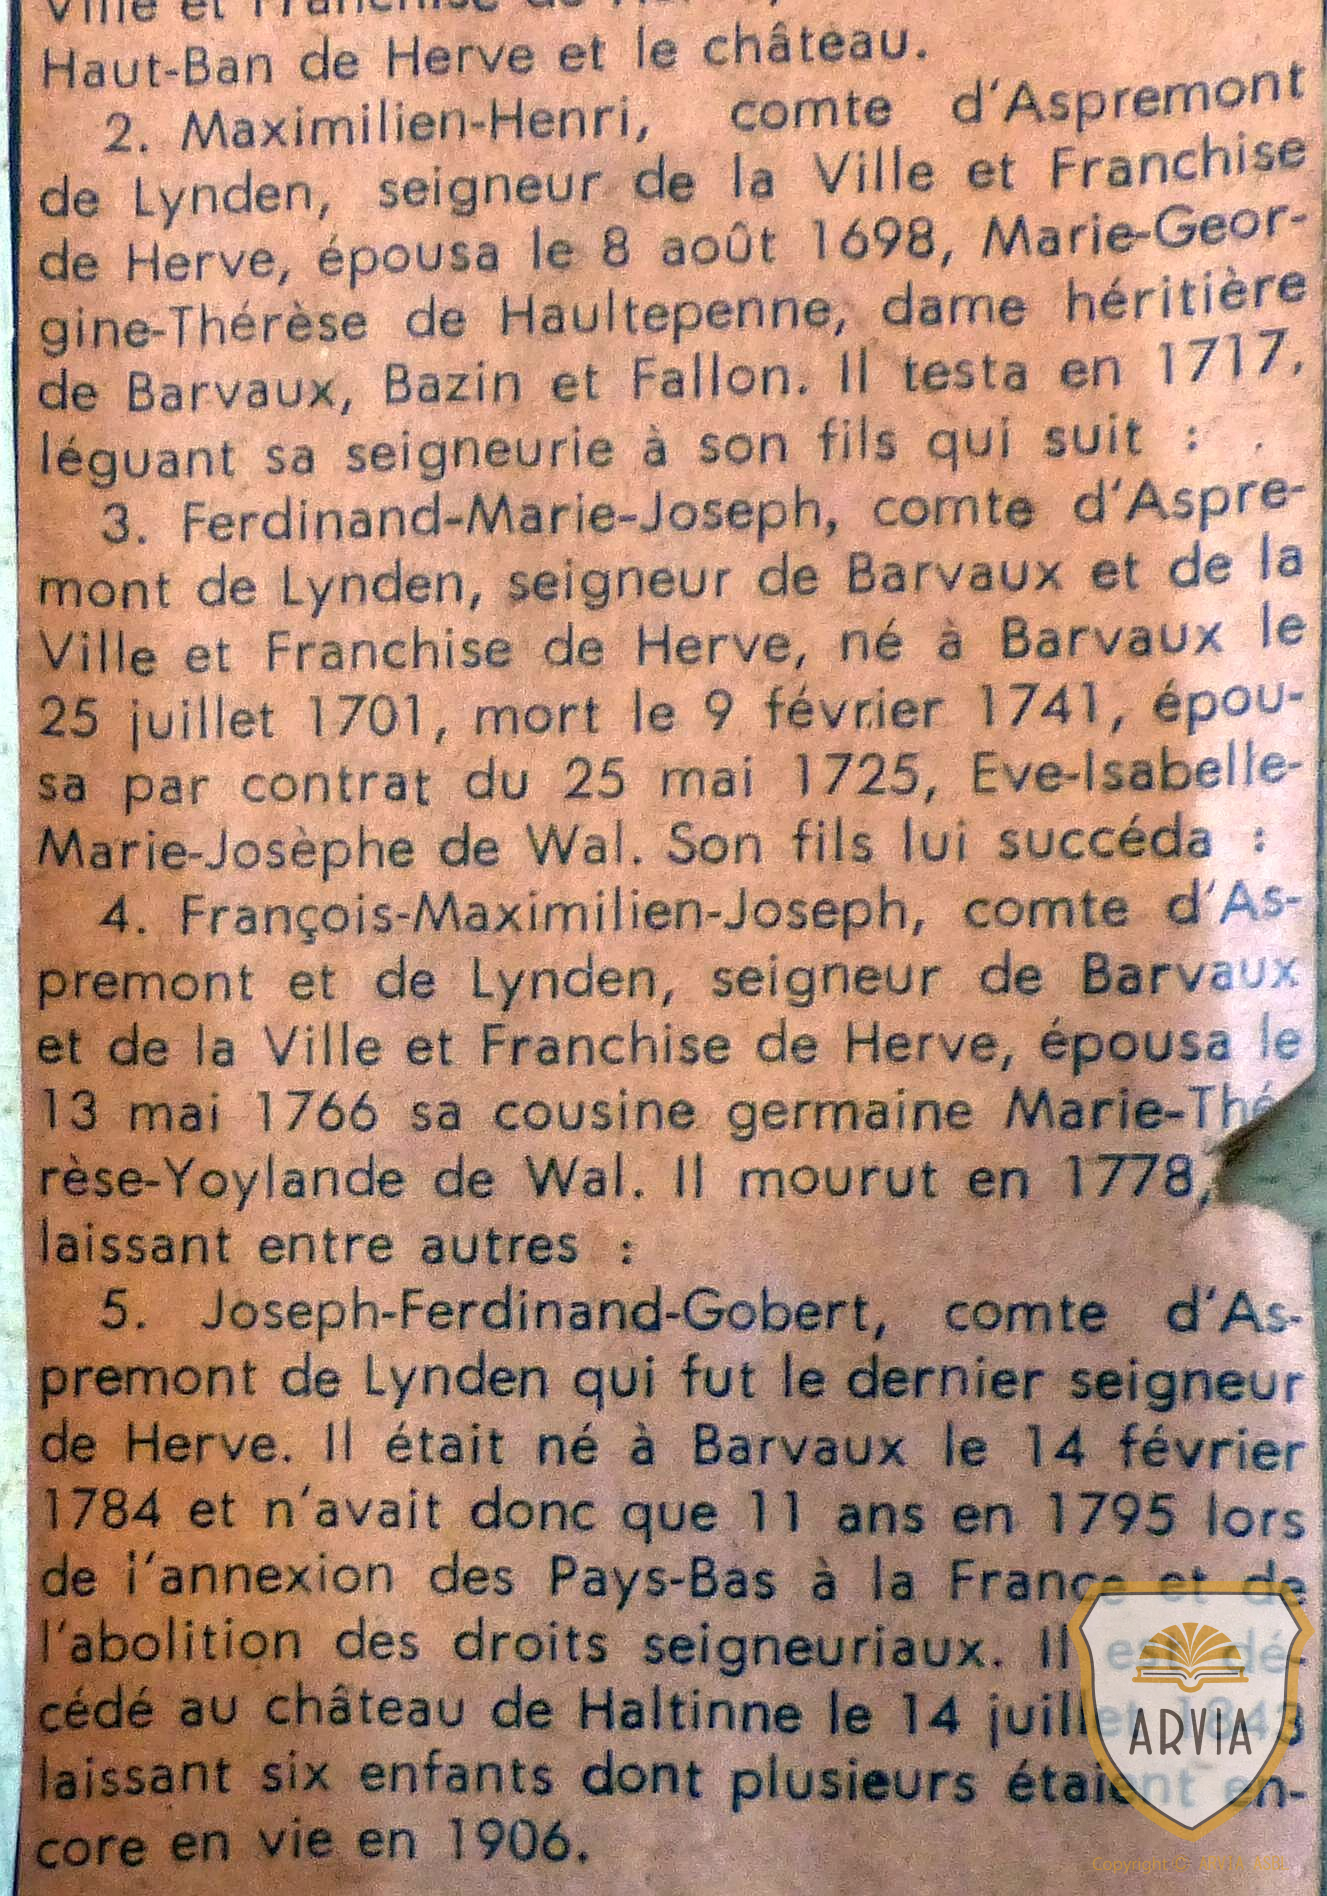 Ville et Franchise de
Haut-Ban de Herve et le château.
2. Maximilien-Henri, comte d'Aspremont
de Lynden, seigneur de la Ville et Franchise
de Herve, épousa le 8 août 1698, Marie-Geor-
gine-Thérèse de Haultepenne, dame héritière
de Barvaux, Bazin et Fallon. Il testa en 1717,
léguant sa seigneurie à son fils qui suit :
3. Ferdinand-Marie-Joseph, comte d'Aspre-
mont de Lynden, seigneur de Barvaux et de la
Ville et Franchise de Herve, né à Barvaux le
25 juillet 1701, mort le 9 février 1741, épou-
sa par contrat du 25 mai 1725, Eve-Isabelle-
Marie-Josèphe de Wal. Son fils lui succéda :
4. François-Maximilien-Joseph, comte d'As-
premont et de Lynden, seigneur de Barvaux
et de la Ville et Franchise de Herve, épousa le
13 mai 1766 sa cousine germaine Marie-Thé-
rèse-Yoylande de Wal. Il mourut en 1778,
laissant entre autres :
5. Joseph-Ferdinand-Gobert, comte d'As-
premont de Lynden qui fut le dernier seigneur
de Herve. Il était né à Barvaux le 14 février
1784 et n'avait donc que 11 ans en 1795 lors
de l'annexion des Pays-Bas à la France et de
l'abolition des droits seigneuriaux. Il est dé-
cédé au château de Haltinne le 14 juillet 1843
laissant six enfants dont plusieurs étaient en-
core en vie en 1906.
ARVIA
Copyright © ARVIA ASBL